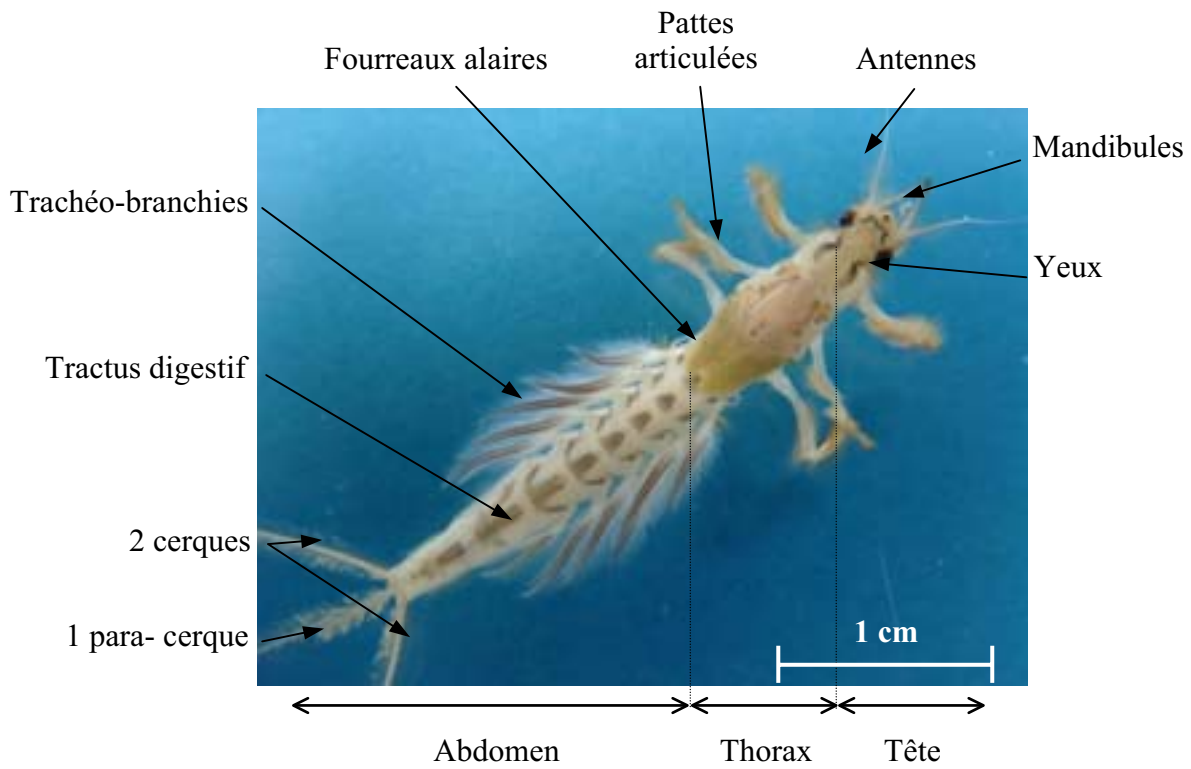 Pattes
articulées
Fourreaux alaires
Antennes
Mandibules
Trachéo-branchies
Yeux
Tractus digestif
2 cerques
1 para- cerque
1 cm
Abdomen
Thorax
Tête